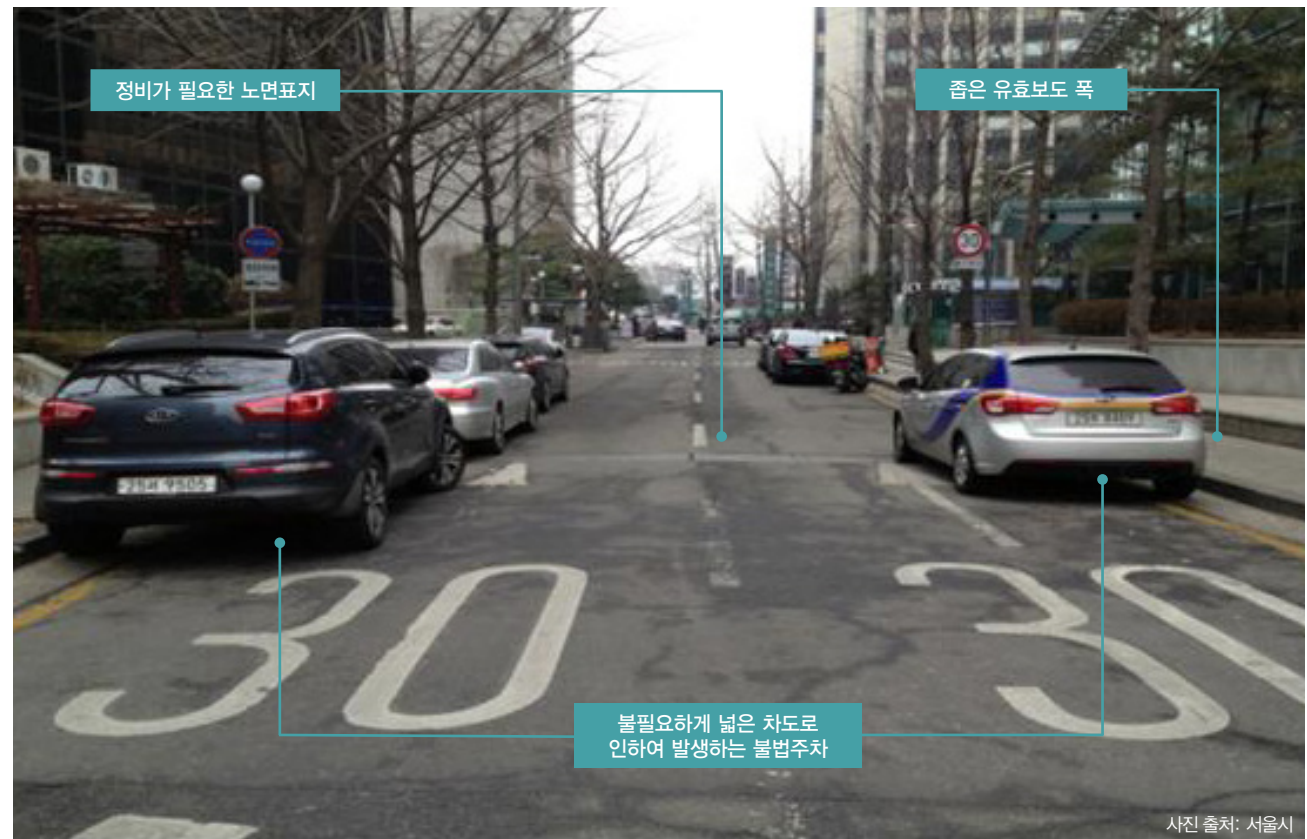 정비가 필요한 노면표지
좁은 유효보도 폭
30
30
30
불필요하게 넓은 차도로
인하여 발생하는 불법주차
사진 출처: 서울시